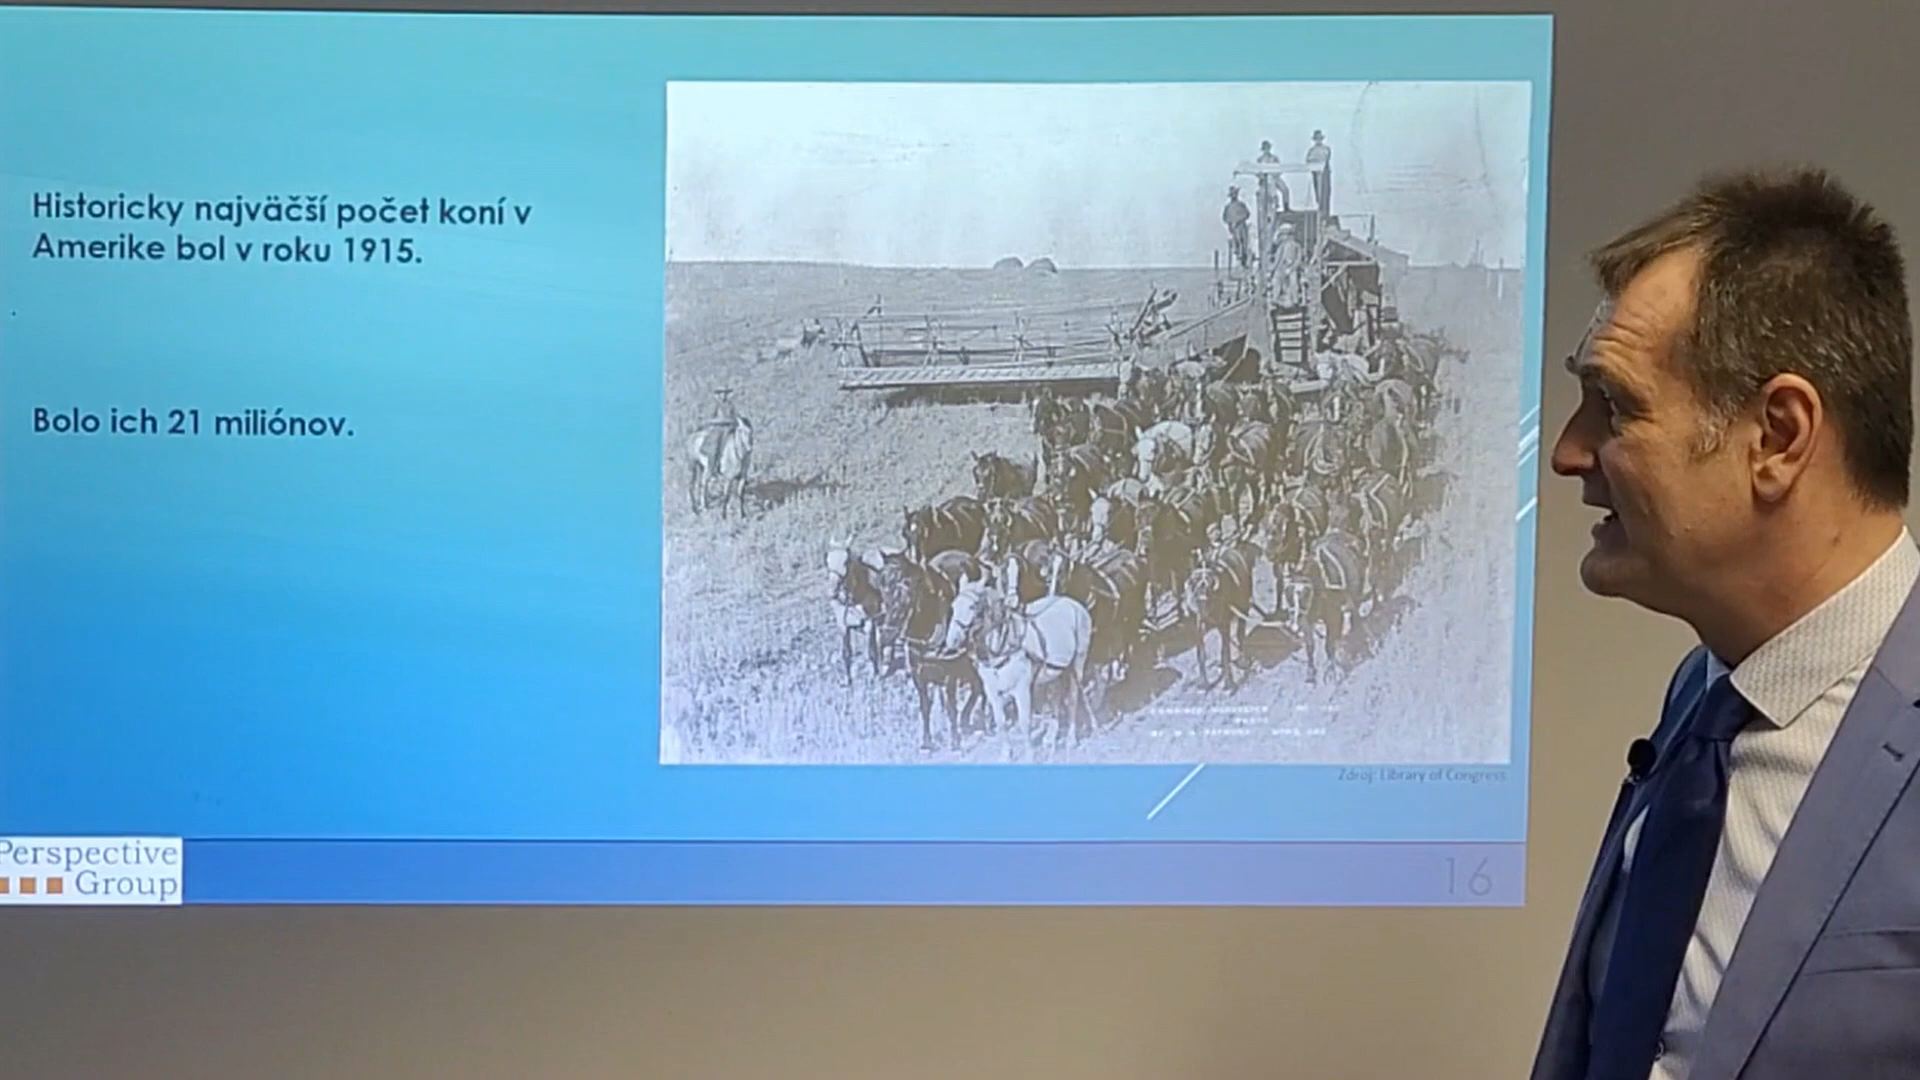 Historicky najväčší počet koní v
Amerike bol v roku 1915.
Bolo ich 21 miliónov.
Zdroj: Library of Congress
Perspective
Group
16